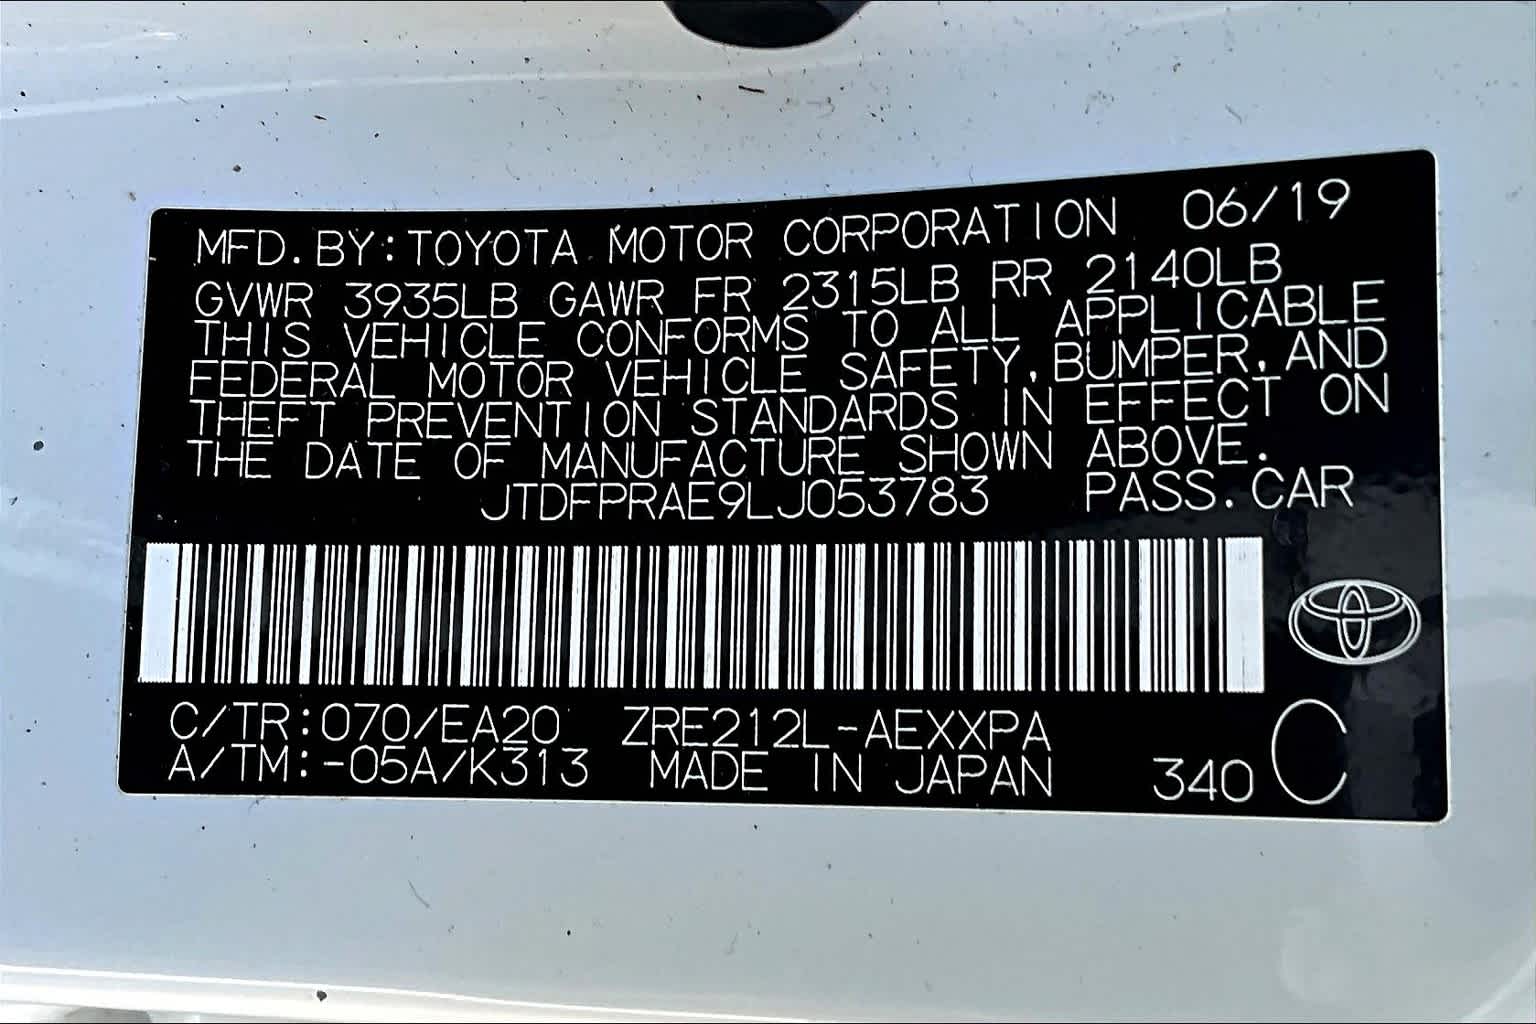 MFD. BY: TOYOTA MOTOR CORPORATION 06/19
GVWR 3935LB GAWR FR 2315LB RR 2140LB
THIS VEHICLE CONFORMS TO ALL APPLICABLE
FEDERAL MOTOR VEHICLE SAFETY, BUMPER, AND
THEFT PREVENTION STANDARDS IN EFFECT ON
THE DATE OF MANUFACTURE SHOWN ABOVE.
JTDFPRAE9LJ053783 PASS. CAR
C/TR: 070/EA20 ZRE212L-AEXXPA
A/TM: -05A/K313 MADE IN JAPAN 340 C